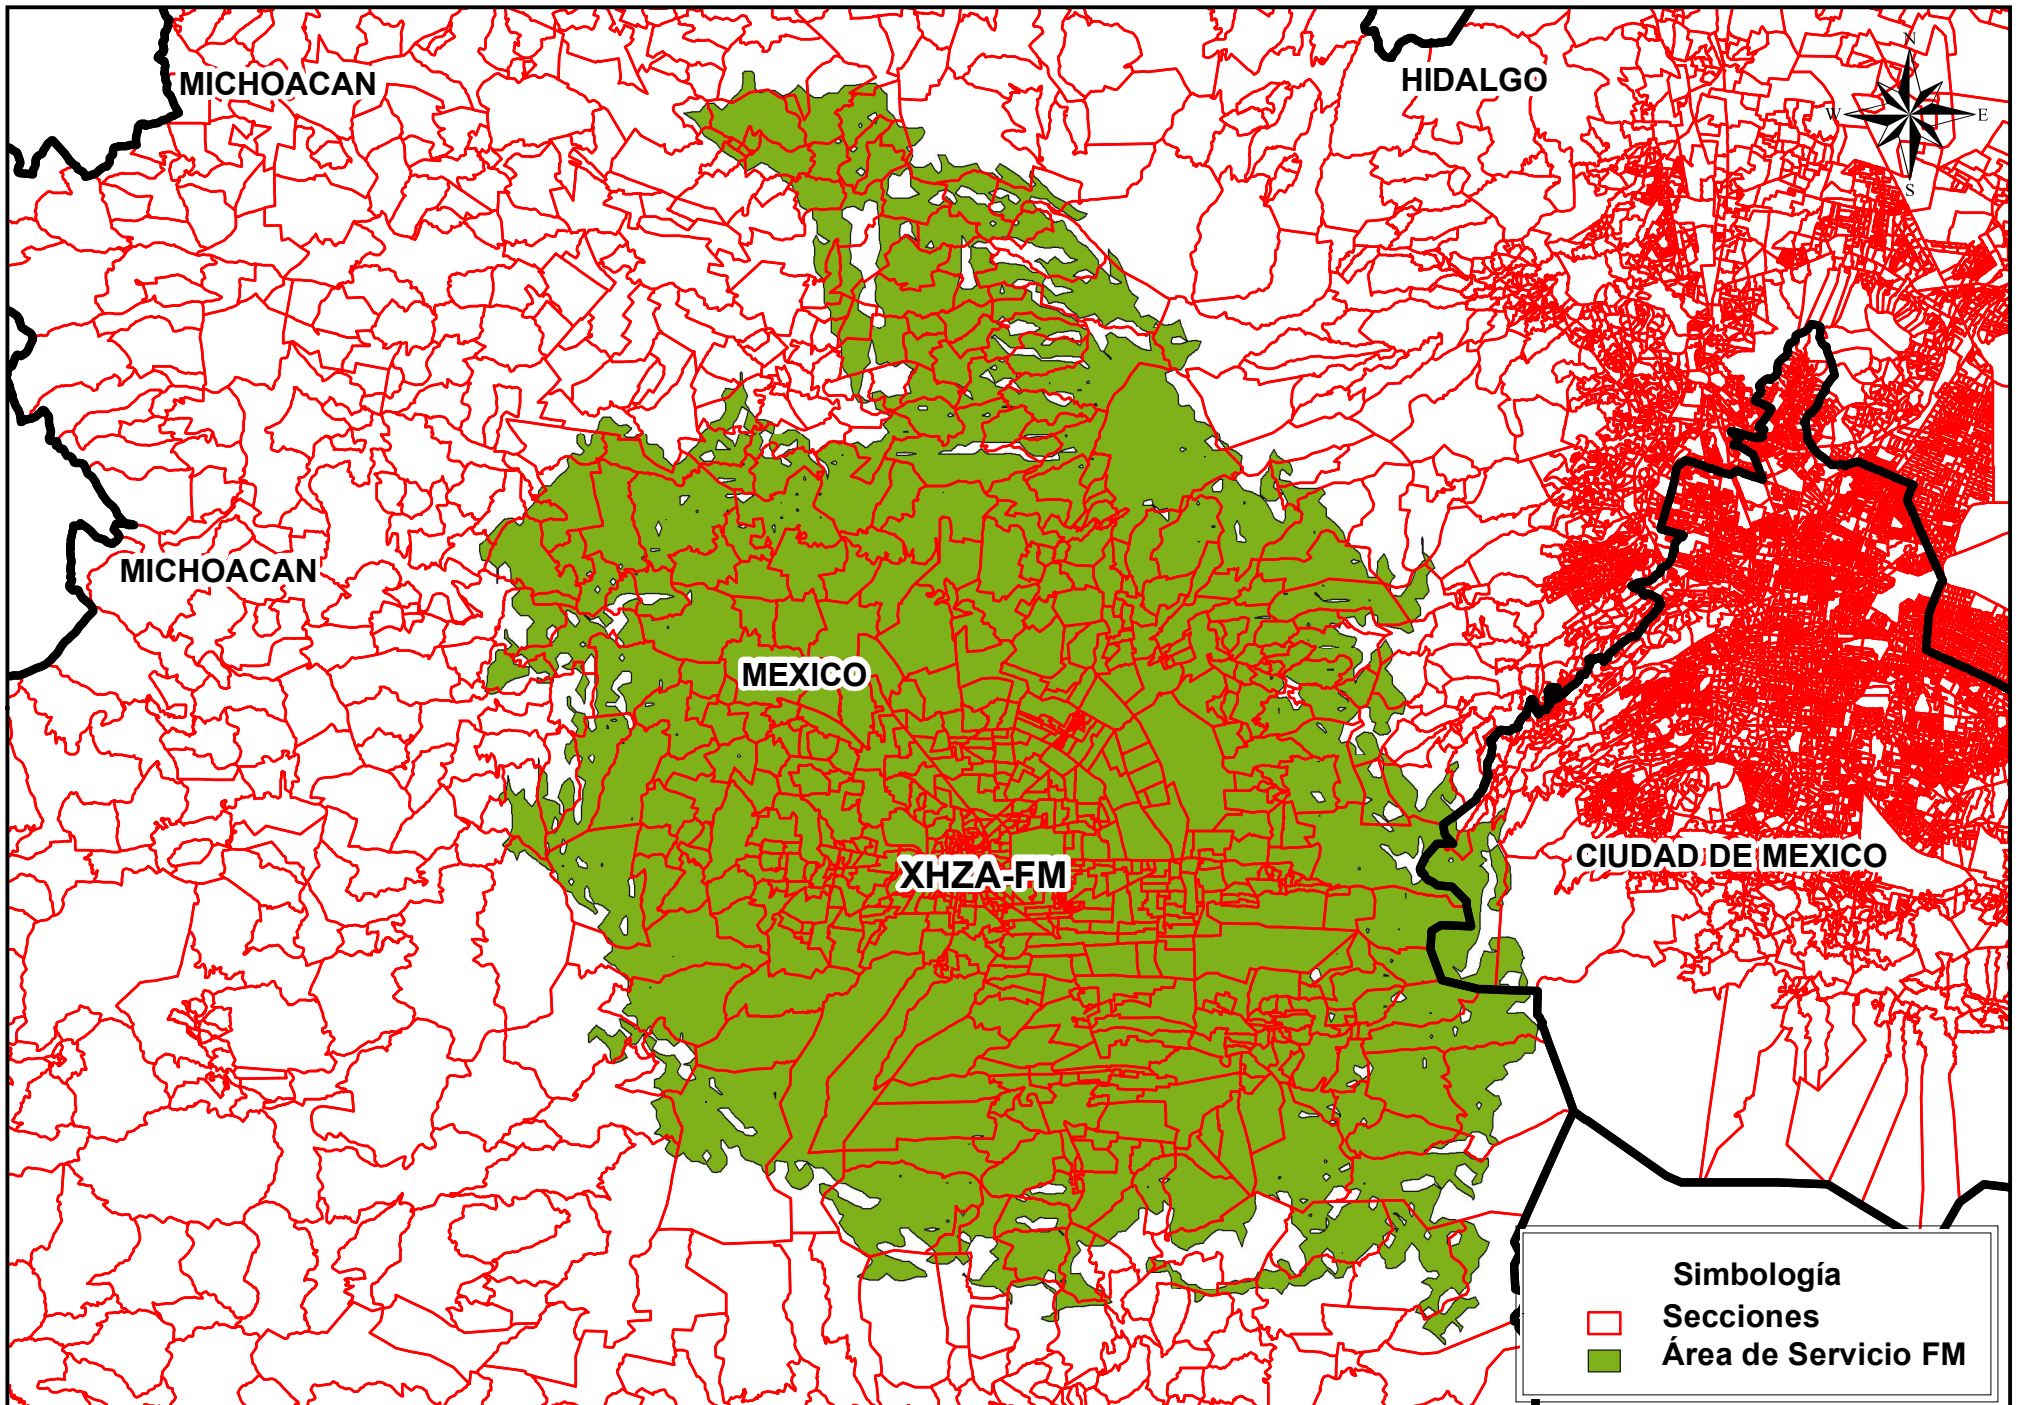 MICHOACAN
HIDALGO
N
W
E
S
MICHOACAN
MEXICO
CIUDAD DE MEXICO
XHZA-FM
Simbología
Secciones
Área de Servicio FM